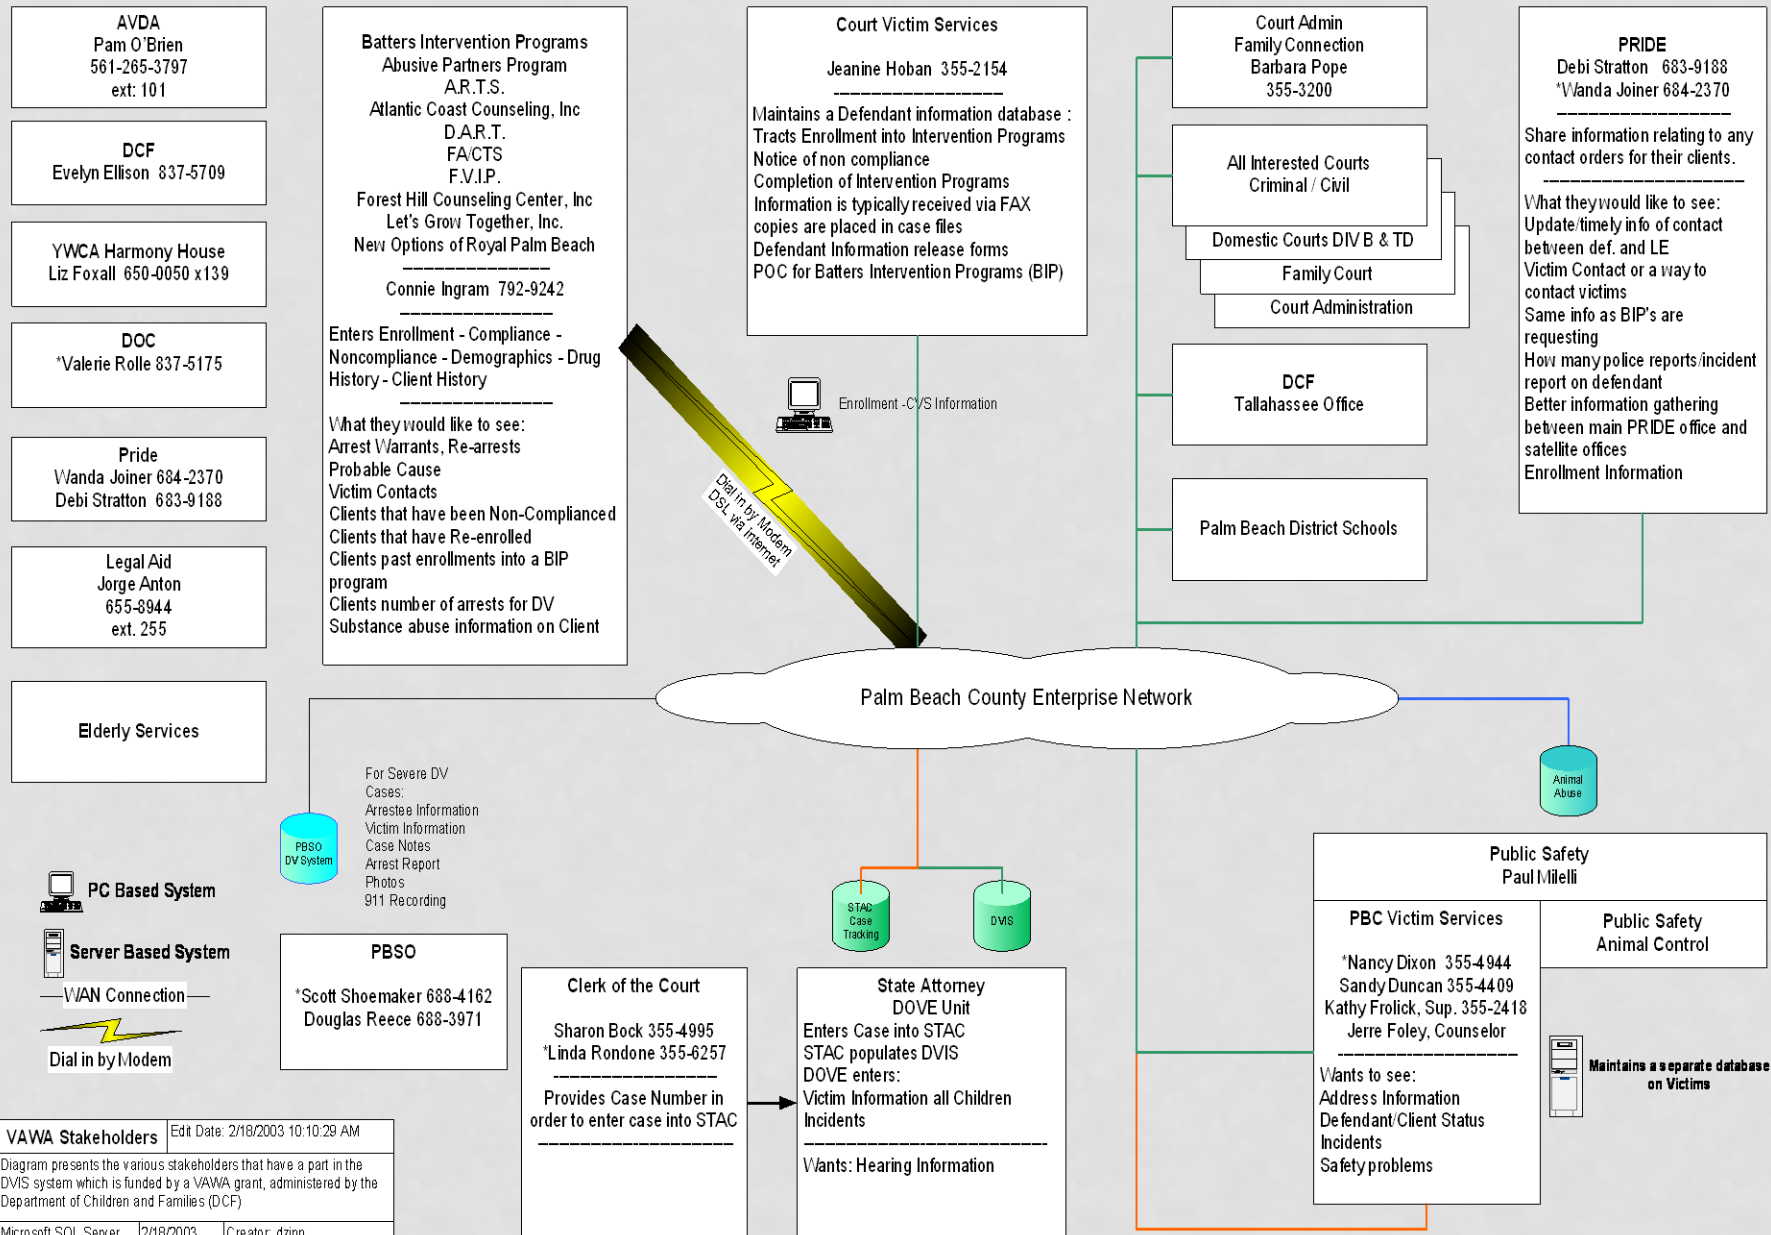 AVDA
Pam O'Brien
561-265-3797
ext: 101
DCF
Evelyn Ellison 837-5709
YWCA Harmony House
Liz Foxall 650-0050 x139
DOC
*Valerie Rolle 837-5175
Pride
Wanda Joiner 684-2370
Debi Stratton 683-9188
Legal Aid
Jorge Anton
655-8944
ext. 255
Elderly Services
Batters Intervention Programs
Abusive Partners Program
A.R.T.S.
Atlantic Coast Counseling, Inc
D.A.R.T.
FA/CTS
F.V.I.P.
Forest Hill Counseling Center, Inc
Let's Grow Together, Inc.
New Options of Royal Palm Beach
---------------
Connie Ingram 792-9242
---------------
Enters Enrollment - Compliance -
Noncompliance - Demographics - Drug
History - Client History
---------------
What they would like to see:
Arrest Warrants, Re-arrests
Probable Cause
Victim Contacts
Clients that have been Non-Complianced
Clients that have Re-enrolled
Clients past enrollments into a BIP
program
Clients number of arrests for DV
Substance abuse information on Client
Court Victim Services
Jeanine Hoban 355-2154
-----------------
Maintains a Defendant information database :
Tracts Enrollment into Intervention Programs
Notice of non compliance
Completion of Intervention Programs
Information is typically received via FAX
copies are placed in case files
Defendant Information release forms
POC for Batters Intervention Programs (BIP)
Enrollment -CVS Information
Dial in by Modem
DSL via Internet
Court Admin
Family Connection
Barbara Pope
355-3200
All Interested Courts
Criminal / Civil
Domestic Courts DIV B & TD
Family Court
Court Administration
DCF
Tallahassee Office
Palm Beach District Schools
PRIDE
Debi Stratton 683-9188
*Wanda Joiner 684-2370
-----------------
Share information relating to any
contact orders for their clients.
--------------------
What they would like to see:
Update/timely info of contact
between def. and LE
Victim Contact or a way to
contact victims
Same info as BIP's are
requesting
How many police reports/incident
report on defendant
Better information gathering
between main PRIDE office and
satellite offices
Enrollment Information
Palm Beach County Enterprise Network
PBSO
DV System
For Severe DV
Cases:
Arrestee Information
Victim Information
Case Notes
Arrest Report
Photos
911 Recording
STAC
Case
Tracking
DVIS
Animal
Abuse
PC Based System
Server Based System
WAN Connection
Dial in by Modem
PBSO
*Scott Shoemaker 688-4162
Douglas Reece 688-3971
Clerk of the Court
Sharon Bock 355-4995
*Linda Rondone 355-6257
-----------------
Provides Case Number in
order to enter case into STAC
--------------------
State Attorney
DOVE Unit
Enters Case into STAC
STAC populates DVIS
DOVE enters:
Victim Information all Children
Incidents
-------------------------
Wants: Hearing Information
Public Safety
Paul Milelli
PBC Victim Services
*Nancy Dixon 355-4944
Sandy Duncan 355-4409
Kathy Frolick, Sup. 355-2418
Jerre Foley, Counselor
------------------
Wants to see:
Address Information
Defendant/Client Status
Incidents
Safety problems
Public Safety
Animal Control
Maintains a separate database
on Victims
VAWA Stakeholders
Edit Date: 2/18/2003 10:10:29 AM
Diagram presents the various stakeholders that have a part in the
DVIS system which is funded by a VAWA grant, administered by the
Department of Children and Families (DCF)
Microsoft SQL Server
2/18/2003
Creator: dzinn